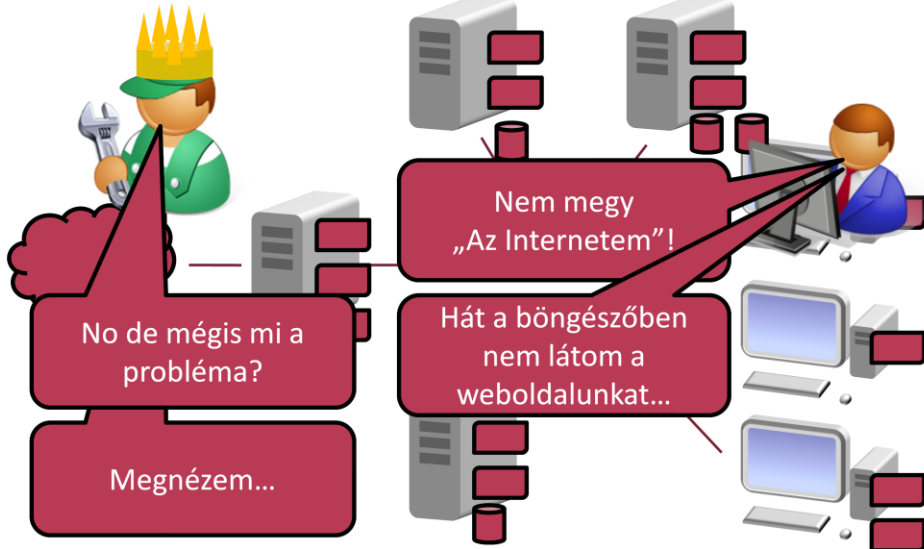 Nem megy
„Az Internetem”!
No de mégis mi a
probléma?
Hát a böngészőben
nem látom a
weboldalunkat…
Megnézem…